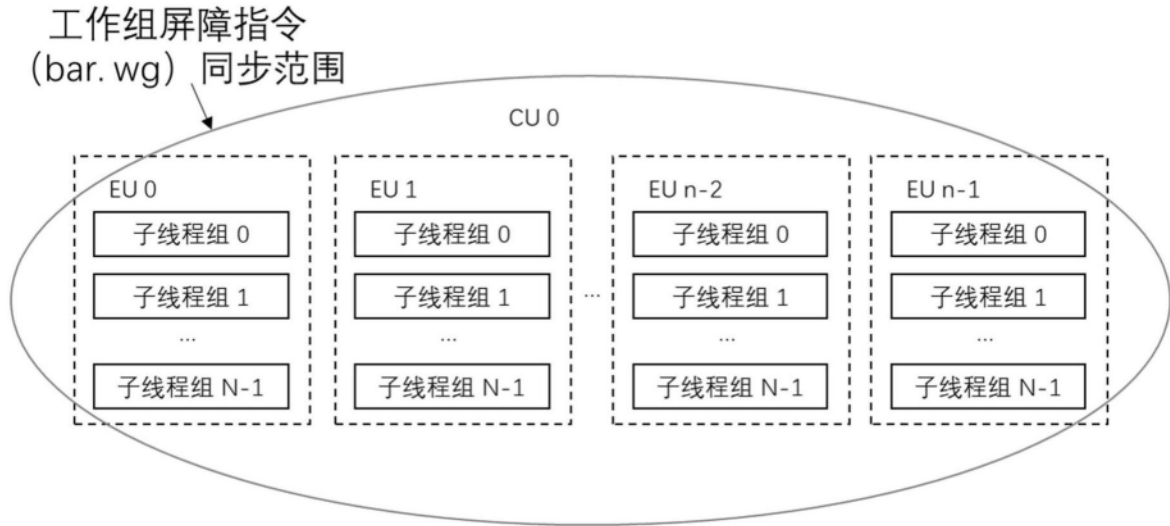 工作组屏障指令
（bar. wg）同步范围
CU 0
EU 0
子线程组 0
子线程组 1
...
子线程组 N-1
EU 1
子线程组 0
子线程组 1
...
子线程组 N-1
...
EU n-2
子线程组 0
子线程组 1
...
子线程组 N-1
EU n-1
子线程组 0
子线程组 1
...
子线程组 N-1